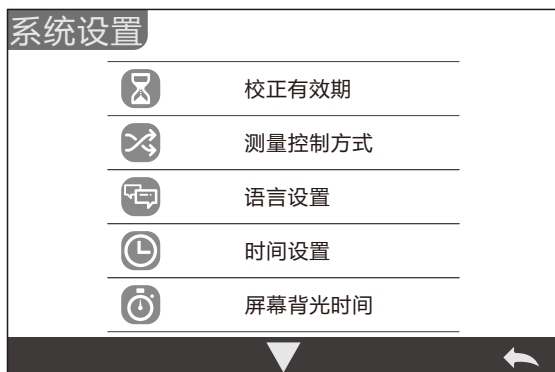 系统设置
校正有效期
测量控制方式
语言设置
时间设置
屏幕背光时间